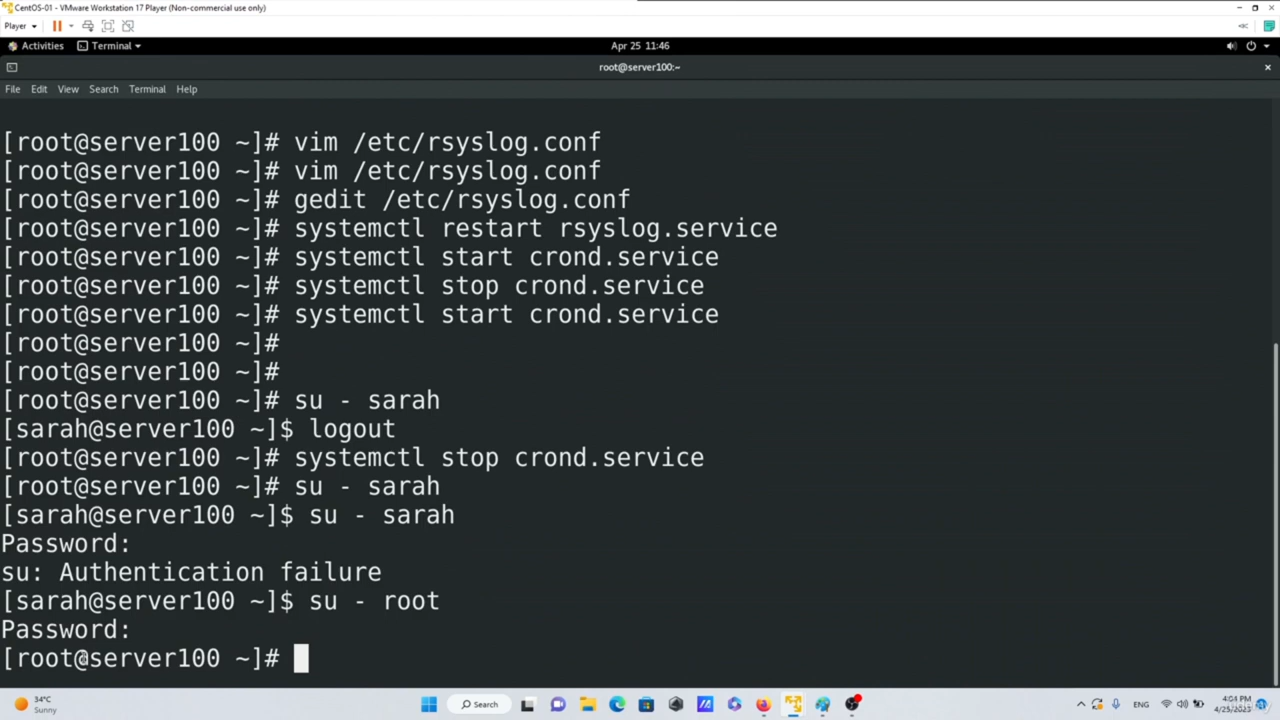 CentOS-01 - VMware Workstation 17 Player (Non-commercial use only)
Player
Activities Terminal Apr 25 11:46
root@server100:~
File Edit View Search Terminal Help
[root@server100 ~]# vim /etc/rsyslog.conf
[root@server100 ~]# vim /etc/rsyslog.conf
[root@server100 ~]# gedit /etc/rsyslog.conf
[root@server100 ~]# systemctl restart rsyslog.service
[root@server100 ~]# systemctl start crond.service
[root@server100 ~]# systemctl stop crond.service
[root@server100 ~]# systemctl start crond.service
[root@server100 ~]#
[root@server100 ~]#
[root@server100 ~]# su - sarah
[sarah@server100 ~]$ logout
[root@server100 ~]# systemctl stop crond.service
[root@server100 ~]# su - sarah
[sarah@server100 ~]$ su - sarah
Password:
su: Authentication failure
[sarah@server100 ~]$ su - root
Password:
[root@server100 ~]#
34°C
Sunny
Search
ENG
4:01 PM